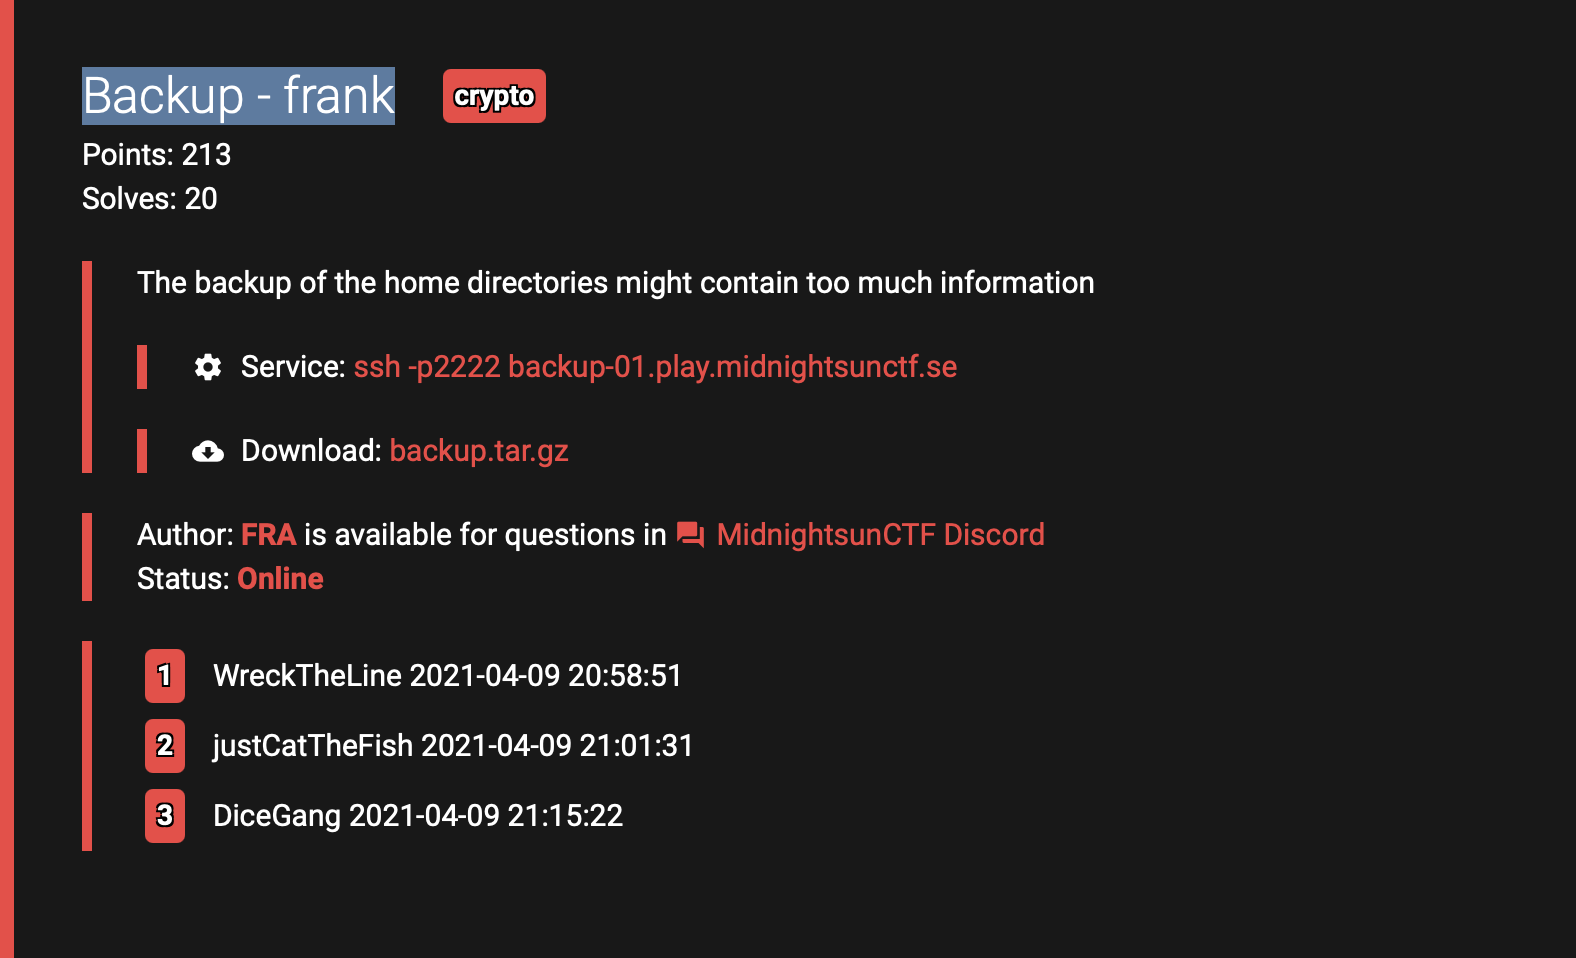 Backup - frank crypto
Points: 213
Solves: 20
The backup of the home directories might contain too much information
Service: ssh -p2222 backup-01.play.midnightsunctf.se
Download: backup.tar.gz
Author: FRA is available for questions in MidnightsunCTF Discord
Status: Online
1 WreckTheLine 2021-04-09 20:58:51
2 justCatTheFish 2021-04-09 21:01:31
3 DiceGang 2021-04-09 21:15:22